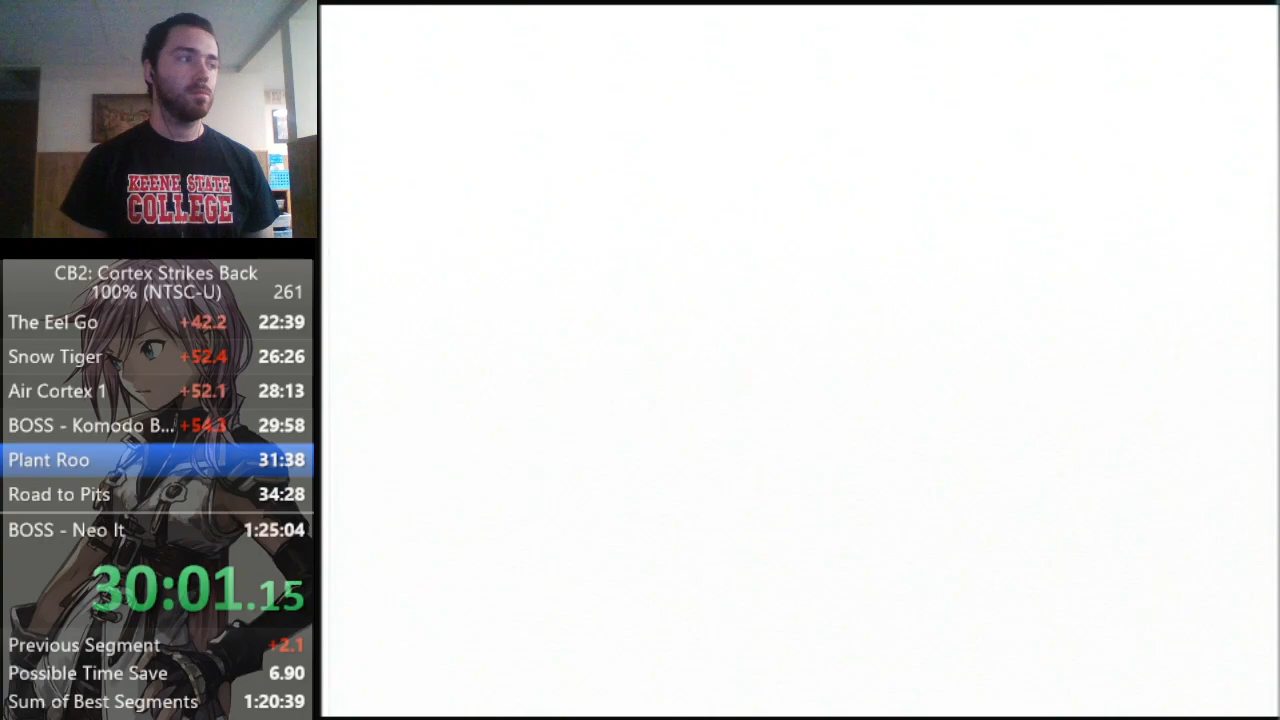 KEENE STATE
COLLEGE
CB2: Cortex Strikes Back
100% (NTSC-U) 261
The Eel Go +42.2 22:39
Snow Tiger +52.4 26:26
Air Cortex 1 +52.1 28:13
BOSS - Komodo B... +54.3 29:58
Plant Roo 31:38
Road to Pits 34:28
BOSS - Neo It 1:25:04
30:01.15
Previous Segment +2.1
Possible Time Save 6.90
Sum of Best Segments 1:20:39